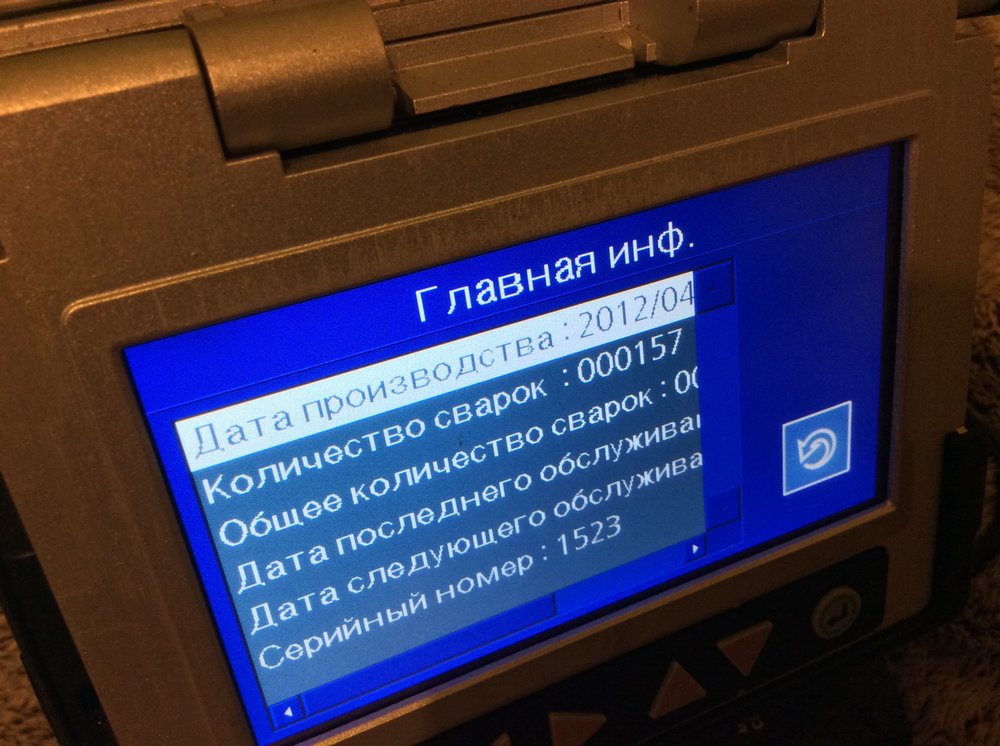 Главная инф.
Дата производства : 2012/04
Количество сварок : 000157
Общее количество сварок : 00
Дата последнего обслужива
Дата следующего обслужива
Серийный номер : 1523